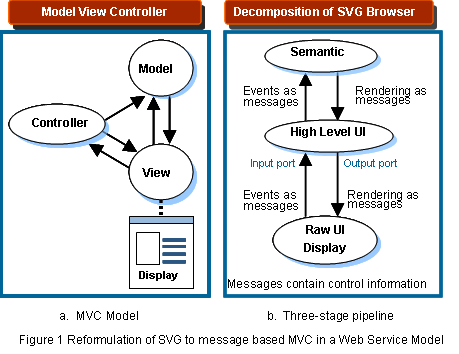 Model View Controller
Model
Controller
View
Display
a. MVC Model
Decomposition of SVG Browser
Semantic
Events as
messages
Rendering as
messages
High Level UI
Input port
Output port
Events as
messages
Rendering as
messages
Raw UI
Display
Messages contain control information
b. Three-stage pipeline
Figure 1 Reformulation of SVG to message based MVC in a Web Service Model